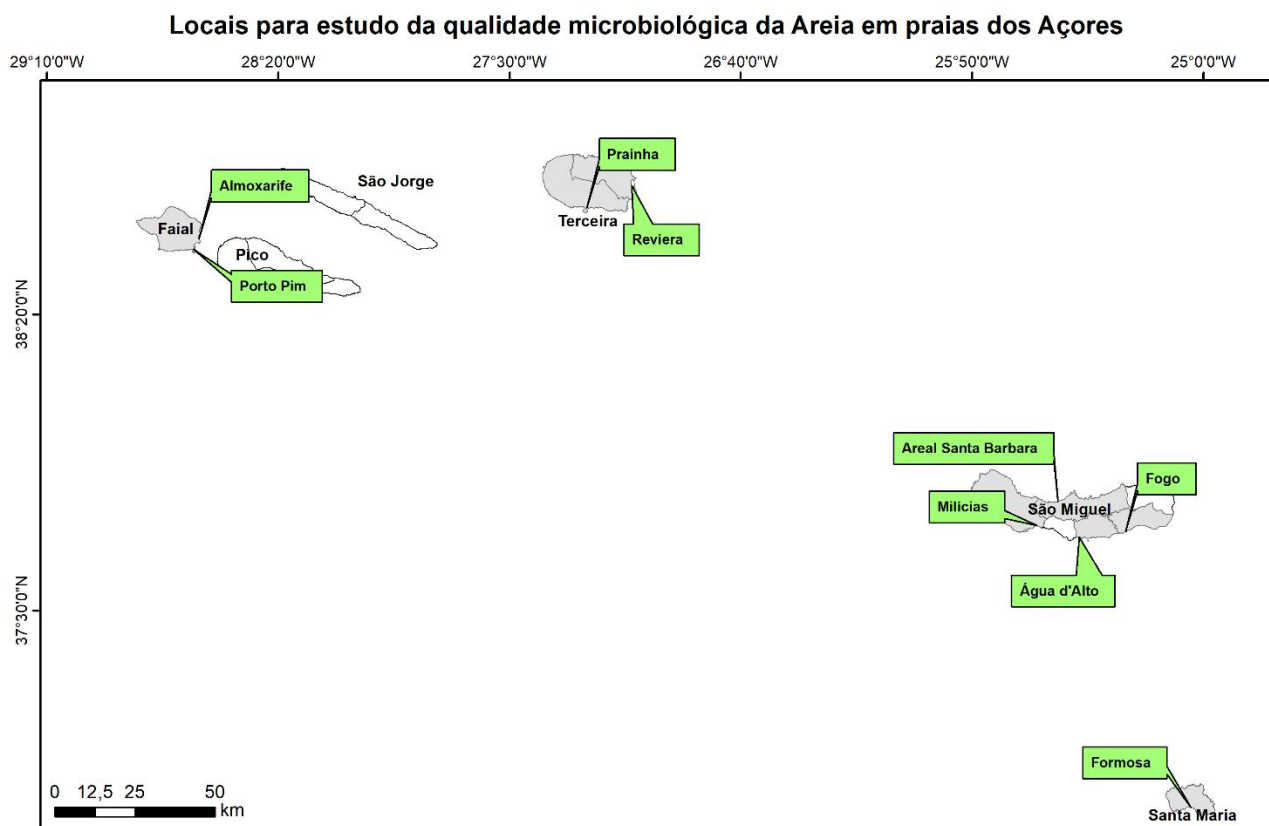 Locais para estudo da qualidade microbiológica da Areia em praias dos Açores
29°10'0"W
28°20'0"W
27°30'0"W
26°40'0"W
25°50'0"W
25°0'0"W
Prainha
São Jorge
Almoxarife
Terceira
Faial
Reviera
Pico
Porto Pim
38°20'0"N
Areal Santa Barbara
Fogo
Milícias
São Miguel
Água d'Alto
37°30'0"N
Formosa
0 12,5 25 50
km
Santa Maria